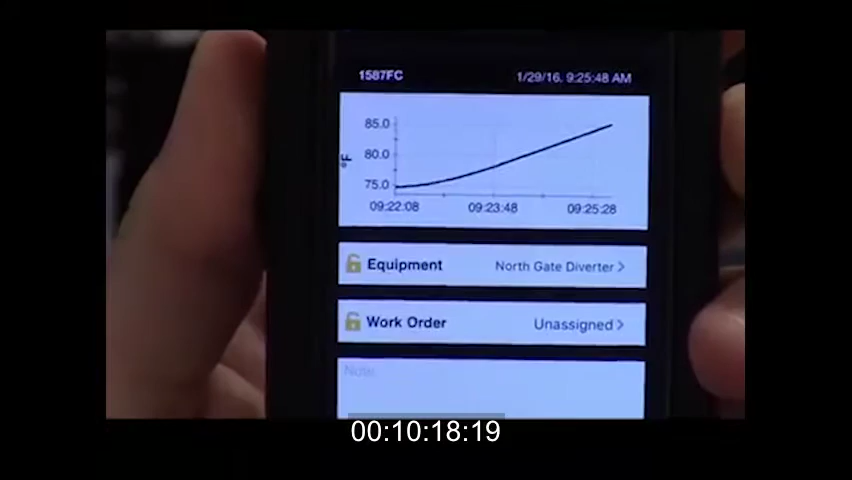 1587FC 1/29/16, 9:25:48 AM
85.0
80.0
°F
75.0
09:22:08 09:23:48 09:25:28
Equipment North Gate Diverter >
Work Order Unassigned >
Note
00:10:18:19